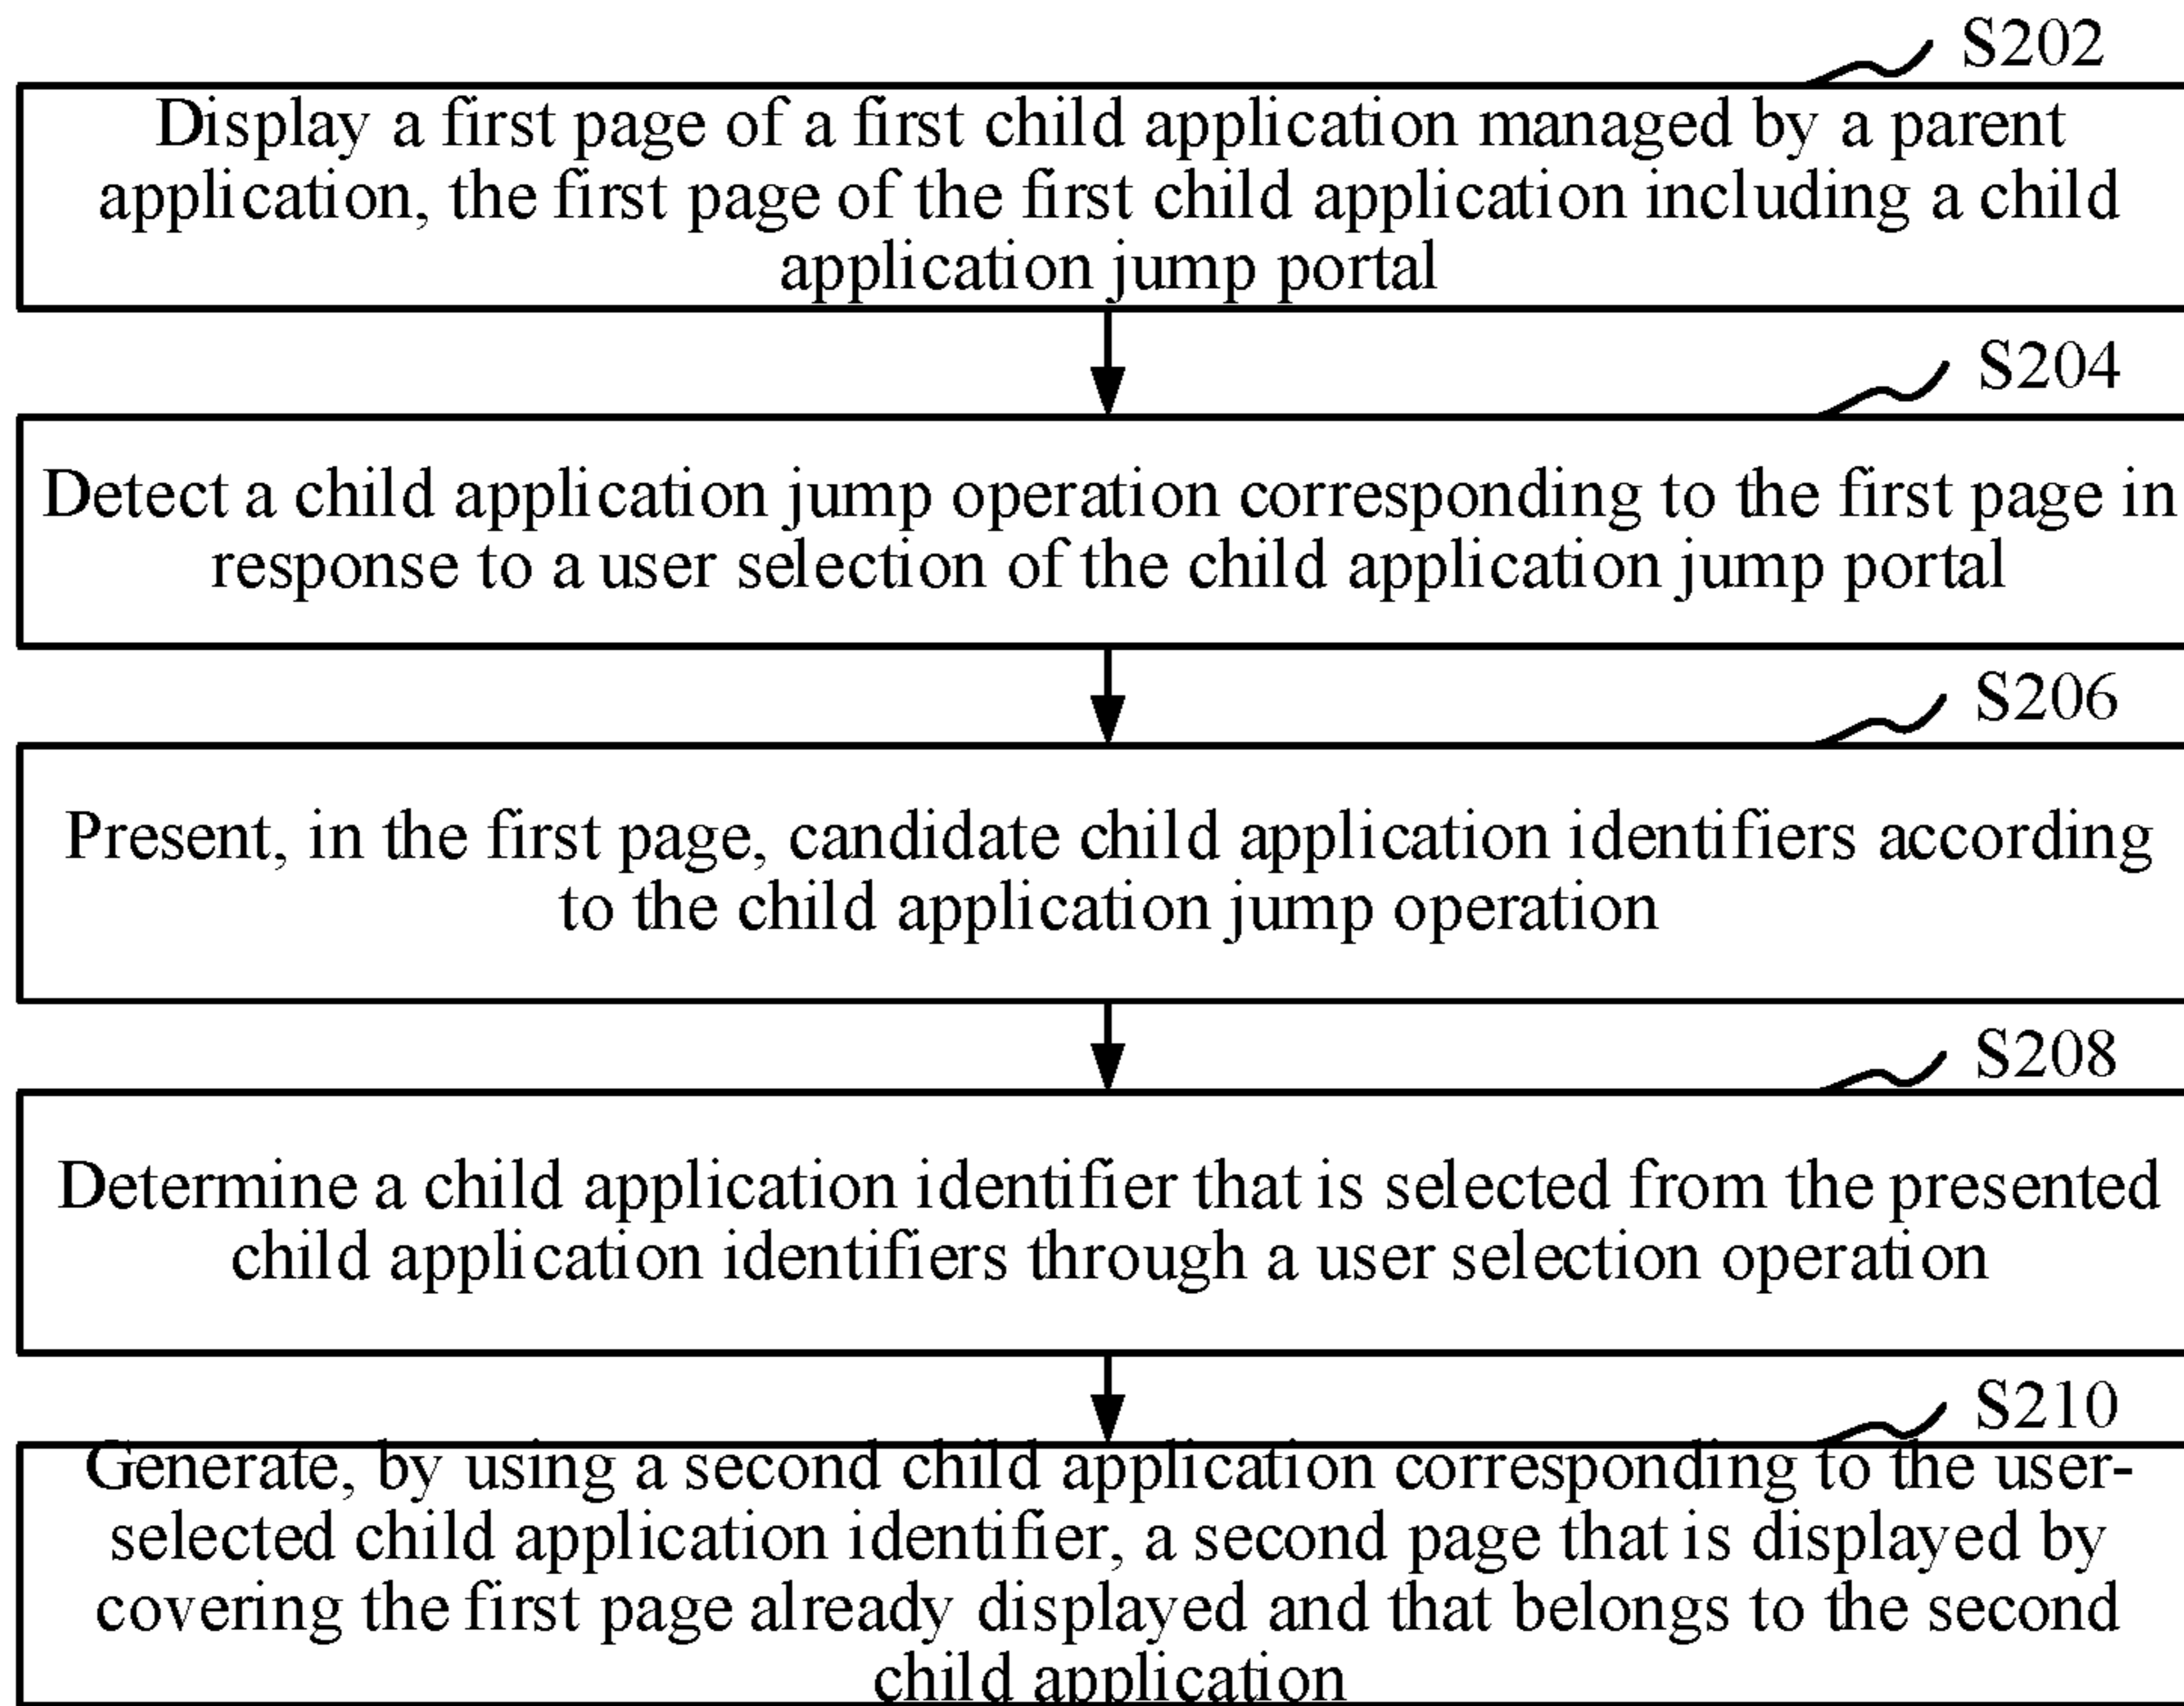 S202
Display a first page of a first child application managed by a parent
application, the first page of the first child application including a child
application jump portal
S204
Detect a child application jump operation corresponding to the first page in
response to a user selection of the child application jump portal
S206
Present, in the first page, candidate child application identifiers according
to the child application jump operation
S208
Determine a child application identifier that is selected from the presented
child application identifiers through a user selection operation
S210
Generate, by using a second child application corresponding to the user-
selected child application identifier, a second page that is displayed by
covering the first page already displayed and that belongs to the second
child application